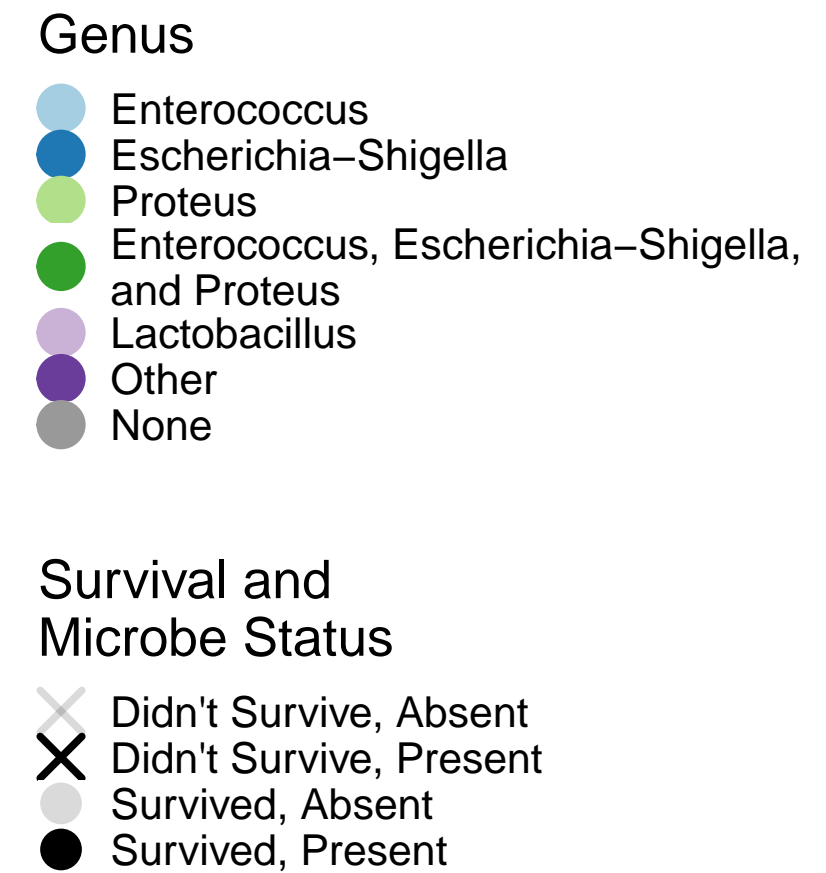 Genus
Enterococcus
Escherichia−Shigella
Proteus
Enterococcus, Escherichia−Shigella,
and Proteus
Lactobacillus
Other
None
Survival and
Microbe Status
Didn't Survive, Absent
Didn't Survive, Present
Survived, Absent
Survived, Present